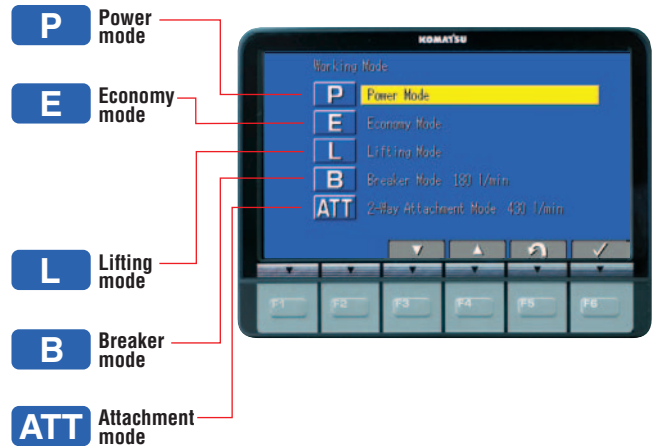 P
Power
mode
E
Economy
mode
L
Lifting
mode
B
Breaker
mode
ATT
Attachment
mode
KOMATSU
Working Mode
P Power Mode
E Economy Mode
L Lifting Mode
B Breaker Mode 180 l/min
ATT 2-Way Attachment Mode 430 l/min
F1 F2 F3 F4 F5 F6